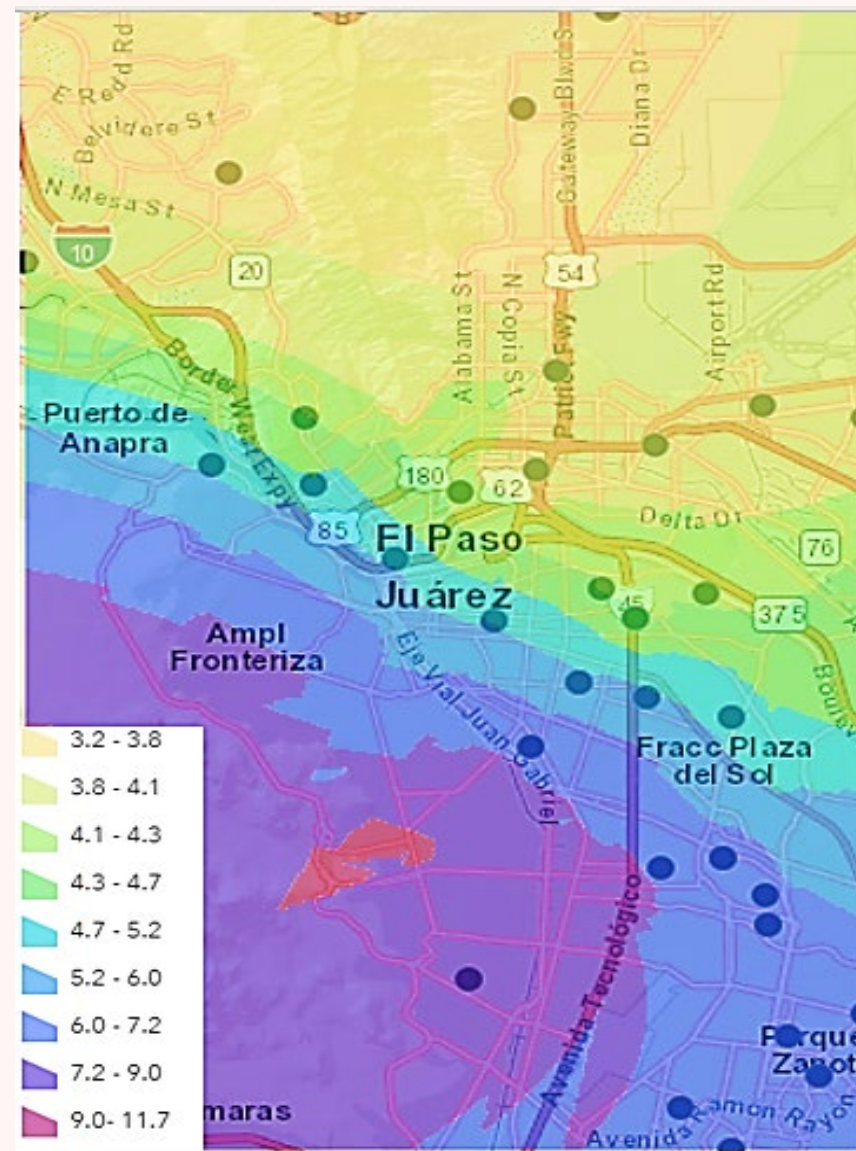 E Redd Rd
Belvidere St
N Mesa St
10
20
Gateway Blvd S
Diana Dr
54
Alabama St
N Copia St
Patriot Fwy
Airport Rd
Border West Expy
Puerto de
Anapra
180
62
85
El Paso
Delta Dr
76
Juárez
45
375
Ampl
Fronteriza
Eje Vial Juan Gabriel
Fracc Plaza
del Sol
3.2 - 3.8
3.8 - 4.1
4.1 - 4.3
4.3 - 4.7
4.7 - 5.2
5.2 - 6.0
6.0 - 7.2
7.2 - 9.0
9.0- 11.7
maras
Avenida Tecnológico
Parque
Zapot
Avenida Ramon Rayon